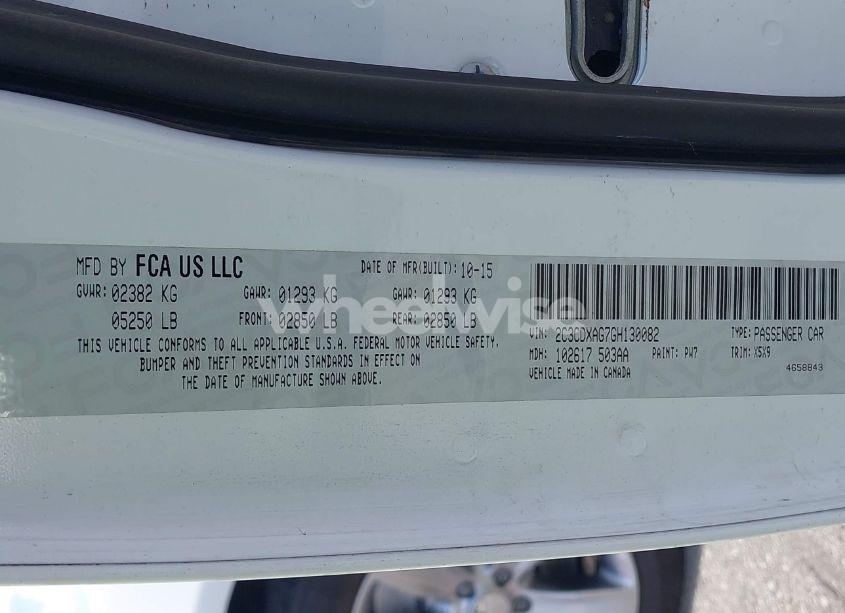 MFD BY FCA US LLC DATE OF MFR(BUILT): 10-15
GVWR: 02382 KG GAWR: 01293 KG GAWR: 01293 KG
05250 LB FRONT: 02850 LB REAR: 02850 LB
THIS VEHICLE CONFORMS TO ALL APPLICABLE U.S.A. FEDERAL MOTOR VEHICLE SAFETY,
BUMPER AND THEFT PREVENTION STANDARDS IN EFFECT ON
THE DATE OF MANUFACTURE SHOWN ABOVE.
VIN: 2C3CDXAG7GH130082 TYPE: PASSENGER CAR
MDH: 102617 503AA PAINT: PW7 TRIM: X5X9
VEHICLE MADE IN CANADA 4658843
wheelwise